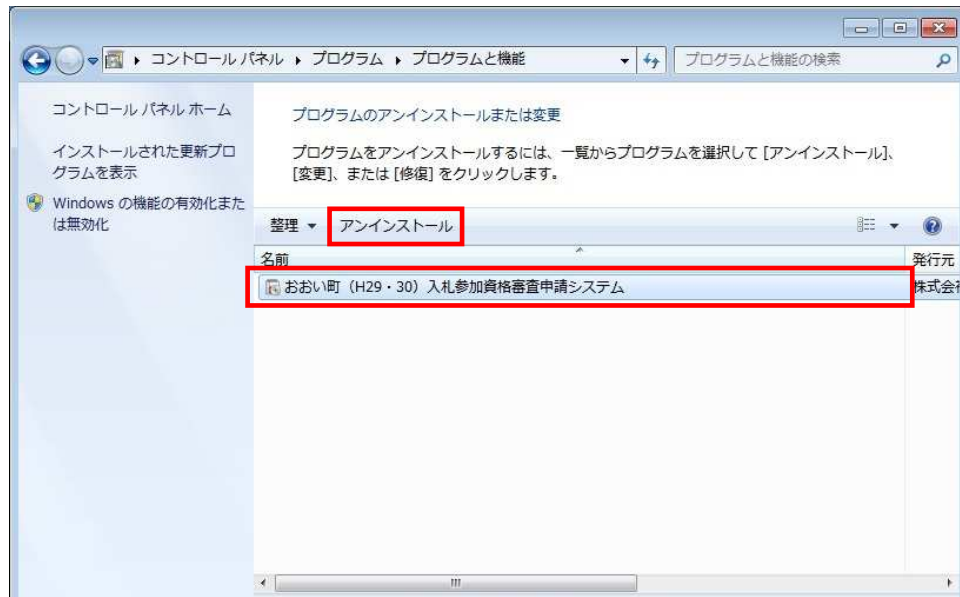 コントロール パネル ▸ プログラム ▸ プログラムと機能
プログラムと機能の検索
コントロール パネル ホーム
インストールされた更新プロ
グラムを表示
Windows の機能の有効化また
は無効化
プログラムのアンインストールまたは変更
プログラムをアンインストールするには、一覧からプログラムを選択して [アンインストール]、
[変更]、または [修復] をクリックします。
整理 アンインストール
名前 発行元
おおい町（H29・30）入札参加資格審査申請システム 株式会